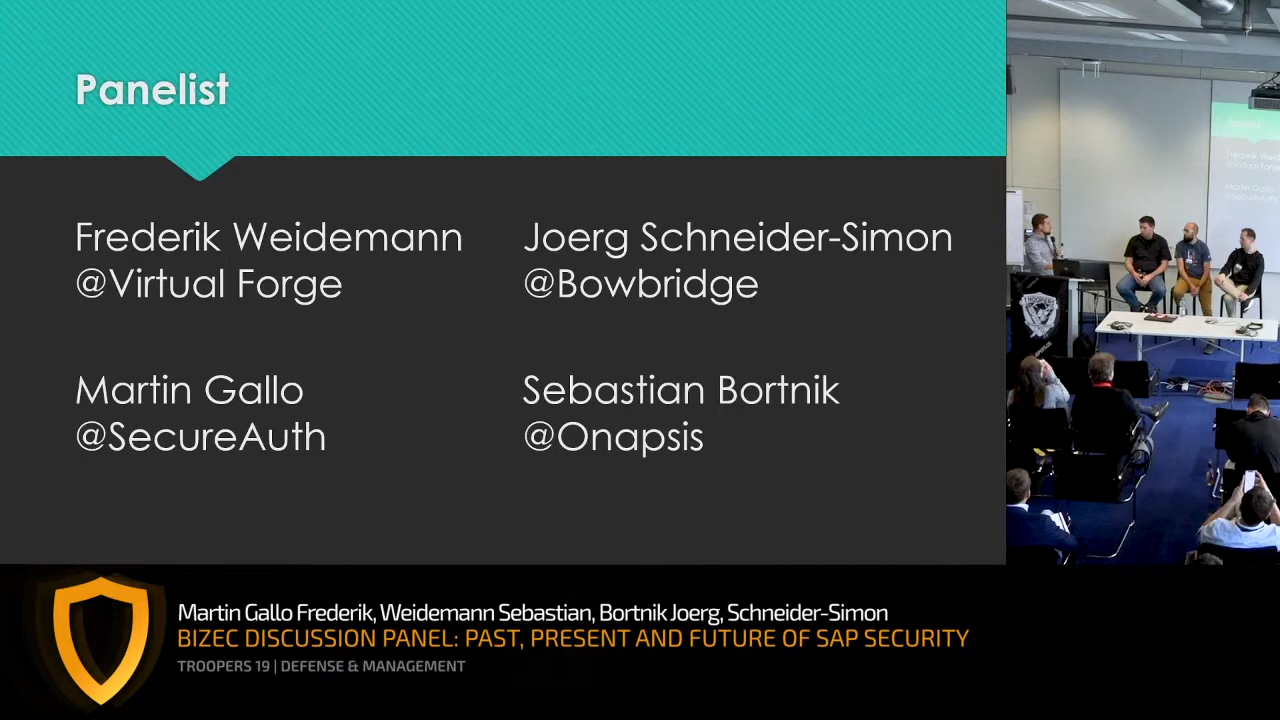 Panelist
Frederik Weidemann
@Virtual Forge
Joerg Schneider-Simon
@Bowbridge
Martin Gallo
@SecureAuth
Sebastian Bortnik
@Onapsis
TROOPERS
Martin Gallo Frederik, Weidemann Sebastian, Bortnik Joerg, Schneider-Simon
BIZEC DISCUSSION PANEL: PAST, PRESENT AND FUTURE OF SAP SECURITY
TROOPERS 19 | DEFENSE & MANAGEMENT